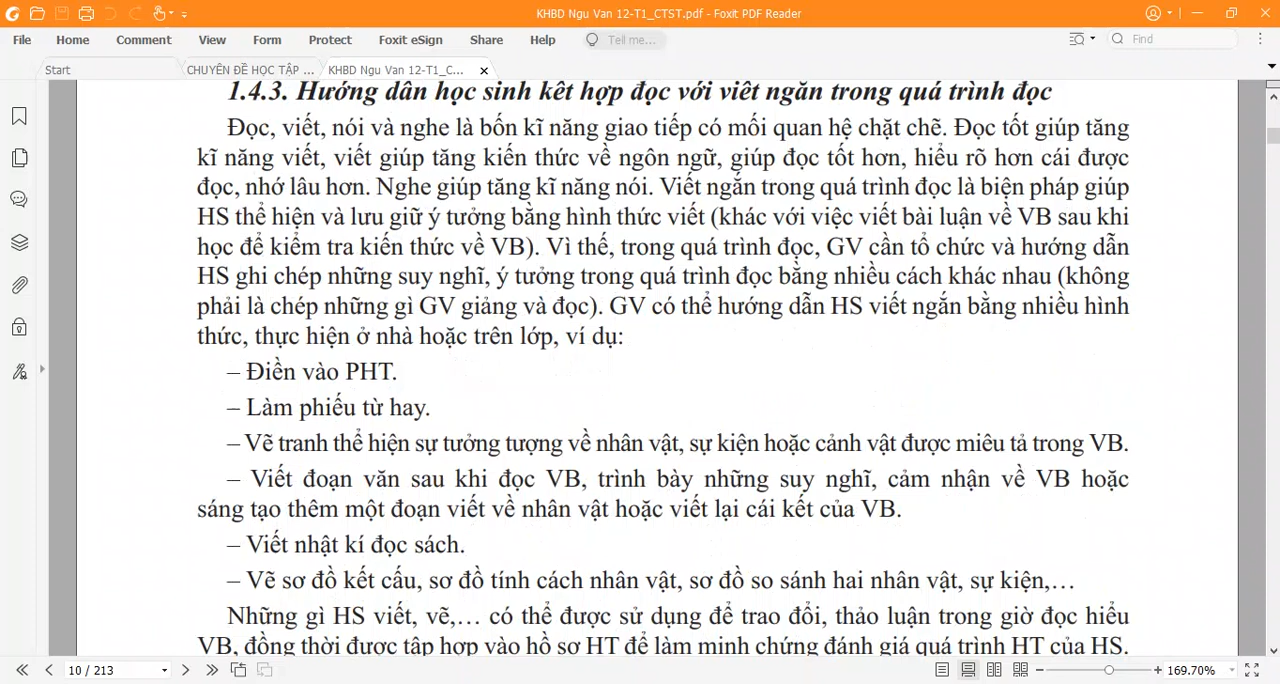 KHBD Ngu Van 12-T1_CTST.pdf - Foxit PDF Reader
File Home Comment View Form Protect Foxit eSign Share Help Tell me... Find
Start CHUYÊN ĐỀ HỌC TẬP ... KHBD Ngu Van 12-T1_C...
1.4.3. Hướng dẫn học sinh kết hợp đọc với viết ngắn trong quá trình đọc
Đọc, viết, nói và nghe là bốn kĩ năng giao tiếp có mối quan hệ chặt chẽ. Đọc tốt giúp tăng
kĩ năng viết, viết giúp tăng kiến thức về ngôn ngữ, giúp đọc tốt hơn, hiểu rõ hơn cái được
đọc, nhớ lâu hơn. Nghe giúp tăng kĩ năng nói. Viết ngắn trong quá trình đọc là biện pháp giúp
HS thể hiện và lưu giữ ý tưởng bằng hình thức viết (khác với việc viết bài luận về VB sau khi
học để kiểm tra kiến thức về VB). Vì thế, trong quá trình đọc, GV cần tổ chức và hướng dẫn
HS ghi chép những suy nghĩ, ý tưởng trong quá trình đọc bằng nhiều cách khác nhau (không
phải là chép những gì GV giảng và đọc). GV có thể hướng dẫn HS viết ngắn bằng nhiều hình
thức, thực hiện ở nhà hoặc trên lớp, ví dụ:
– Điền vào PHT.
– Làm phiếu từ hay.
– Vẽ tranh thể hiện sự tưởng tượng về nhân vật, sự kiện hoặc cảnh vật được miêu tả trong VB.
– Viết đoạn văn sau khi đọc VB, trình bày những suy nghĩ, cảm nhận về VB hoặc
sáng tạo thêm một đoạn viết về nhân vật hoặc viết lại cái kết của VB.
– Viết nhật kí đọc sách.
– Vẽ sơ đồ kết cấu, sơ đồ tính cách nhân vật, sơ đồ so sánh hai nhân vật, sự kiện,…
Những gì HS viết, vẽ,… có thể được sử dụng để trao đổi, thảo luận trong giờ đọc hiểu
VB, đồng thời được tập hợp vào hồ sơ HT để làm minh chứng đánh giá quá trình HT của HS.
10 / 213 169.70%